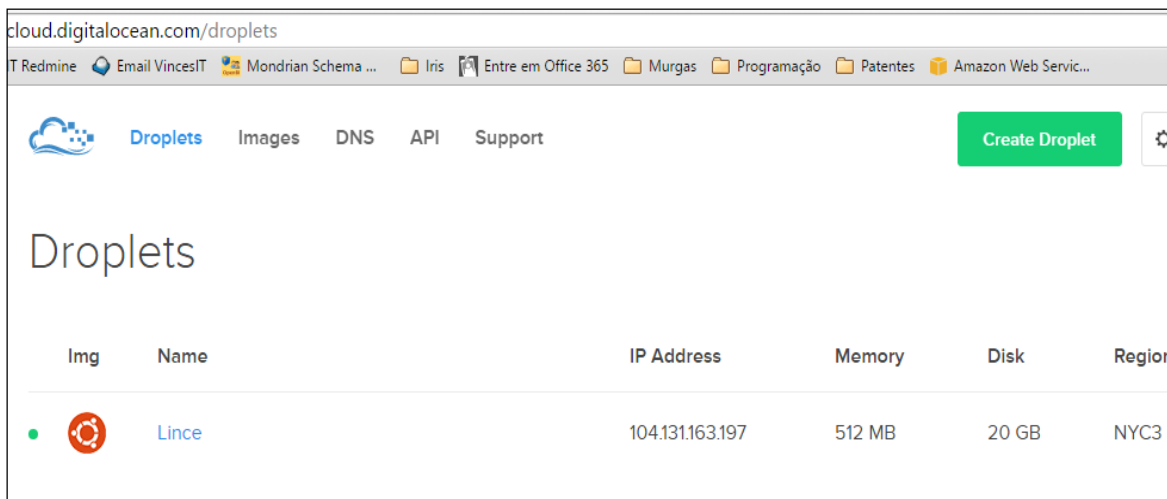 cloud.digitalocean.com/droplets
IT Redmine Email VincesIT Mondrian Schema ... Iris Entre em Office 365 Murgas Programação Patentes Amazon Web Servic...
Droplets Images DNS API Support Create Droplet
Droplets
Img Name IP Address Memory Disk Region
Lince 104.131.163.197 512 MB 20 GB NYC3